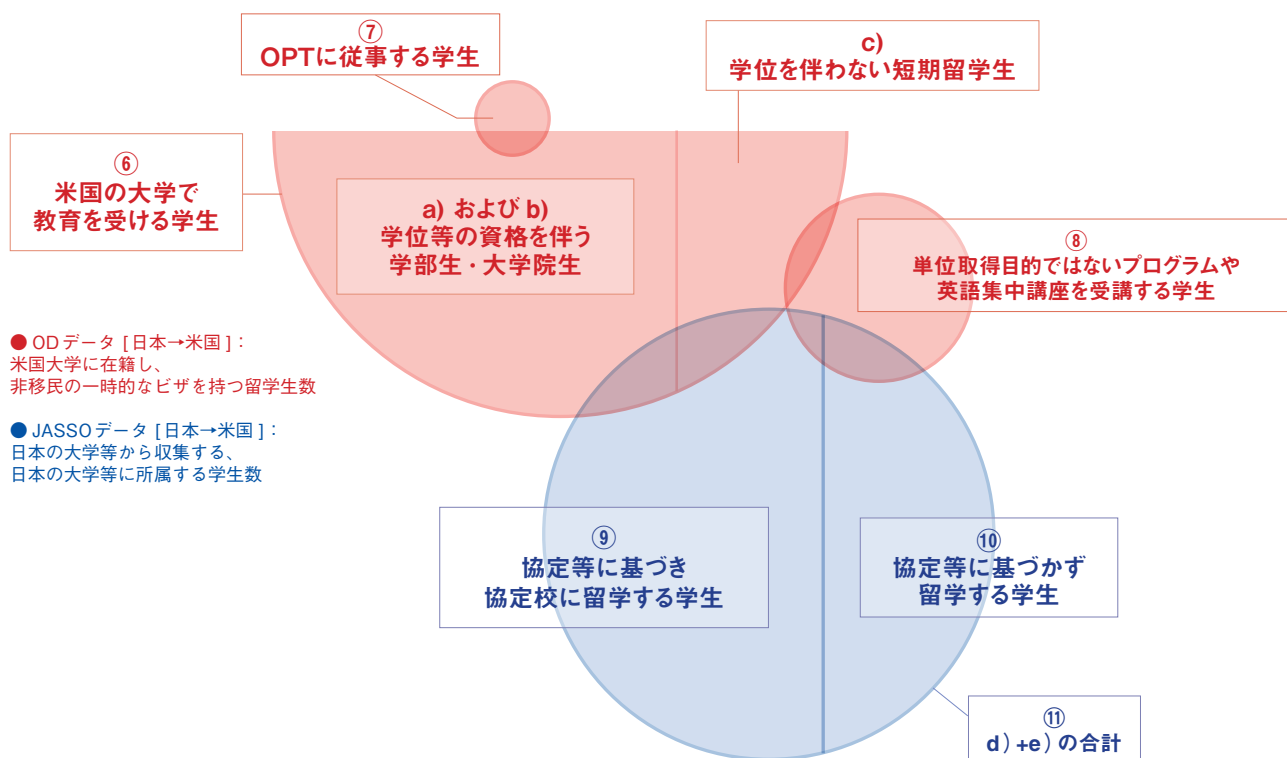 ⑦
OPTに従事する学生
c)
学位を伴わない短期留学生
⑥
米国の大学で
教育を受ける学生
a) および b)
学位等の資格を伴う
学部生・大学院生
⑧
単位取得目的ではないプログラムや
英語集中講座を受講する学生
● ODデータ [日本→米国]：
米国大学に在籍し、
非移民の一時的なビザを持つ留学生数
● JASSOデータ [日本→米国]：
日本の大学等から収集する、
日本の大学等に所属する学生数
⑨
協定等に基づき
協定校に留学する学生
⑩
協定等に基づかず
留学する学生
⑪
d）+e）の合計